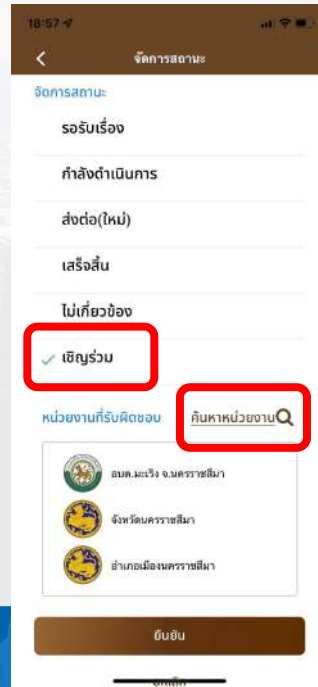 18:57
จัดการสถานะ
จัดการสถานะ
รอรับเรื่อง
กำลังดำเนินการ
ส่งต่อ(ใหม่)
เสร็จสิ้น
ไม่เกี่ยวข้อง
เชิญร่วม
หน่วยงานที่รับผิดชอบ ค้นหาหน่วยงาน
อบต.มะเริง จ.นครราชสีมา
จังหวัดนครราชสีมา
อำเภอเมืองนครราชสีมา
ยืนยัน
ยกเลิก